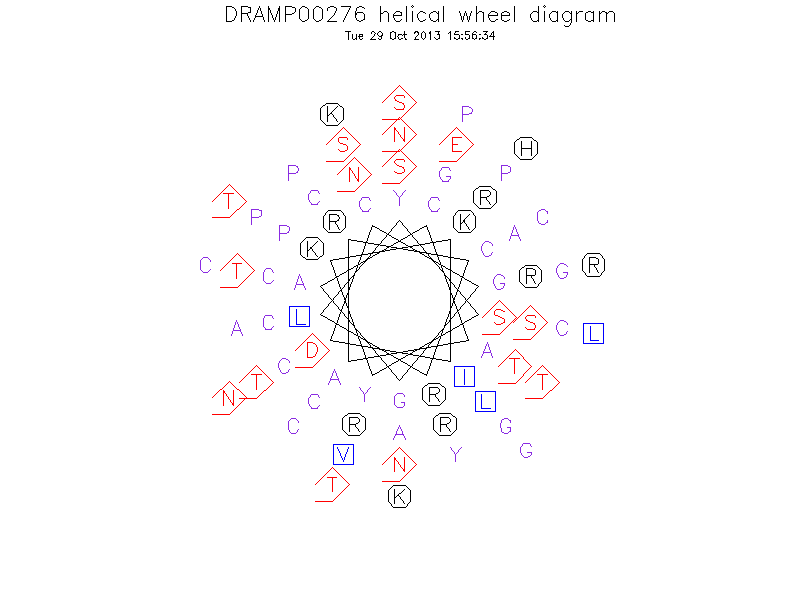 DRAMP00276 helical wheel diagram
Tue 29 Oct 2013 15:56:34
S
K P
N
S E H
S
P N G P
T C C Y C R
P R K C
P A
K C
C T C A G R G R
A C L S S C L
D A
C T
T A I T
N C Y G R L
C R A R G
V Y G
N
T
K